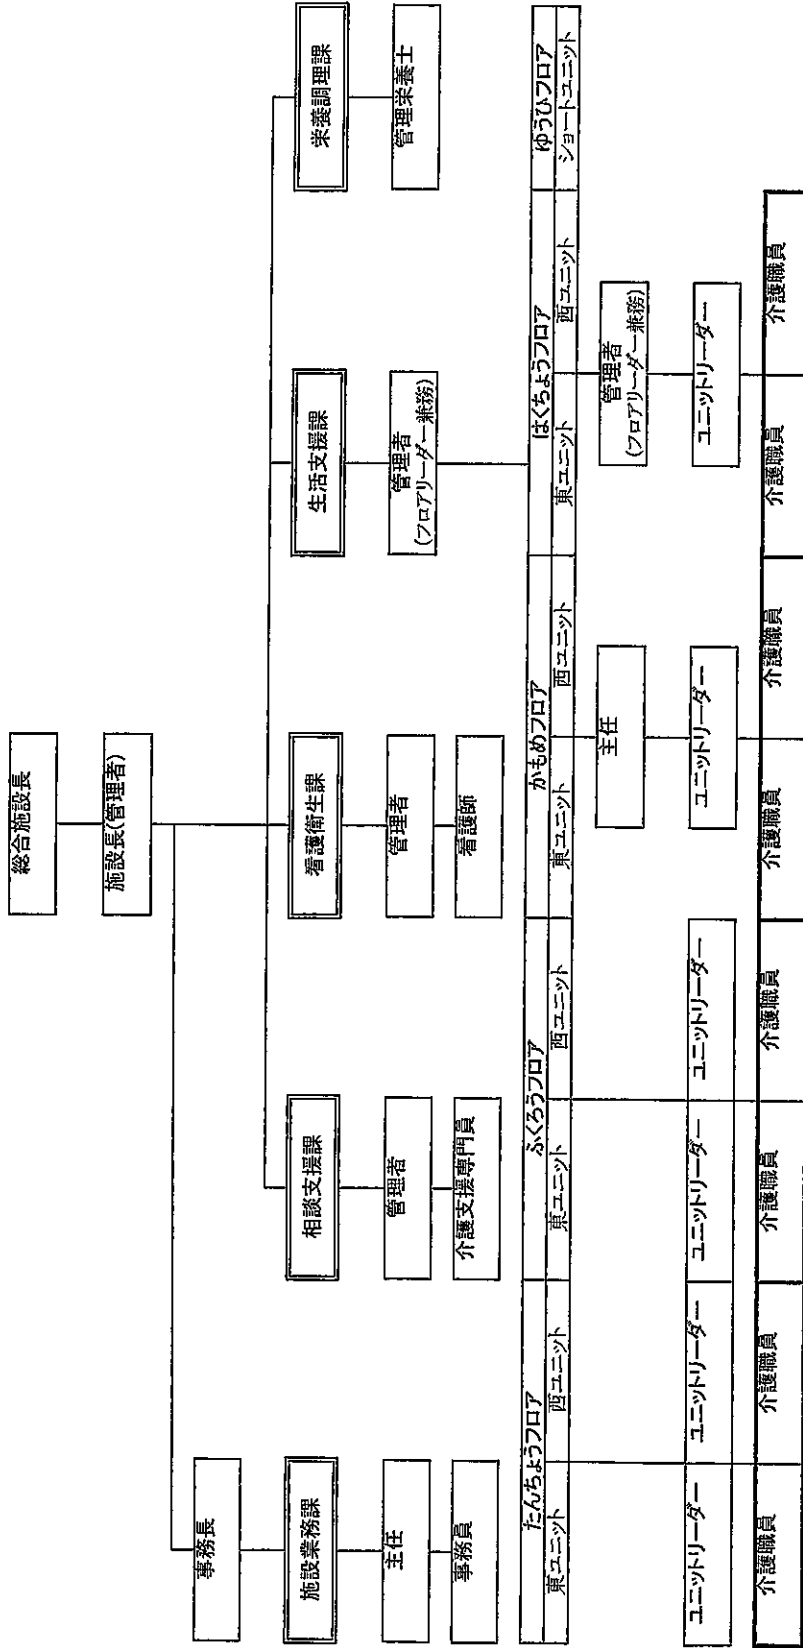 総合施設長
施設長(管理者)
事務長
施設業務課
相談支援課
看護衛生課
生活支援課
栄養調理課
主任
管理者
管理者
管理者
(フロアリーダー兼務)
管理栄養士
事務員
介護支援専門員
看護師
たんちょうフロア
ふくろうフロア
かもめフロア
はくちょうフロア
ゆうひフロア
東ユニット
西ユニット
東ユニット
西ユニット
東ユニット
西ユニット
東ユニット
西ユニット
ショートユニット
主任
管理者
(フロアリーダー兼務)
ユニットリーダー
ユニットリーダー
ユニットリーダー
ユニットリーダー
ユニットリーダー
ユニットリーダー
介護職員
介護職員
介護職員
介護職員
介護職員
介護職員
介護職員
介護職員